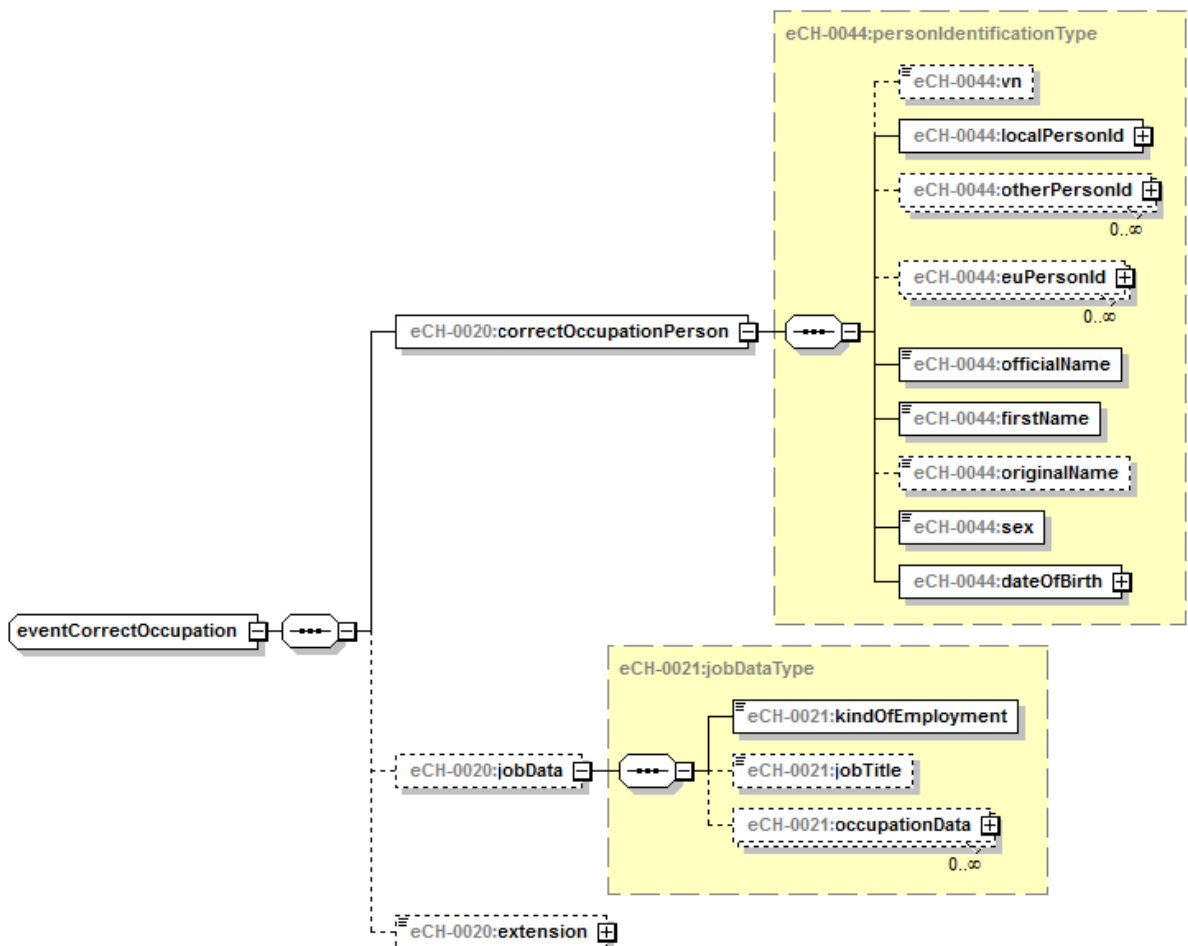 eCH-0044:personIdentificationType
eCH-0044:vn
eCH-0044:localPersonId
eCH-0044:otherPersonId
0..∞
eCH-0044:euPersonId
0..∞
eCH-0020:correctOccupationPerson
eCH-0044:officialName
eCH-0044:firstName
eCH-0044:originalName
eCH-0044:sex
eCH-0044:dateOfBirth
eventCorrectOccupation
eCH-0021:jobDataType
eCH-0021:kindOfEmployment
eCH-0020:jobData
eCH-0021:jobTitle
eCH-0021:occupationData
0..∞
eCH-0020:extension